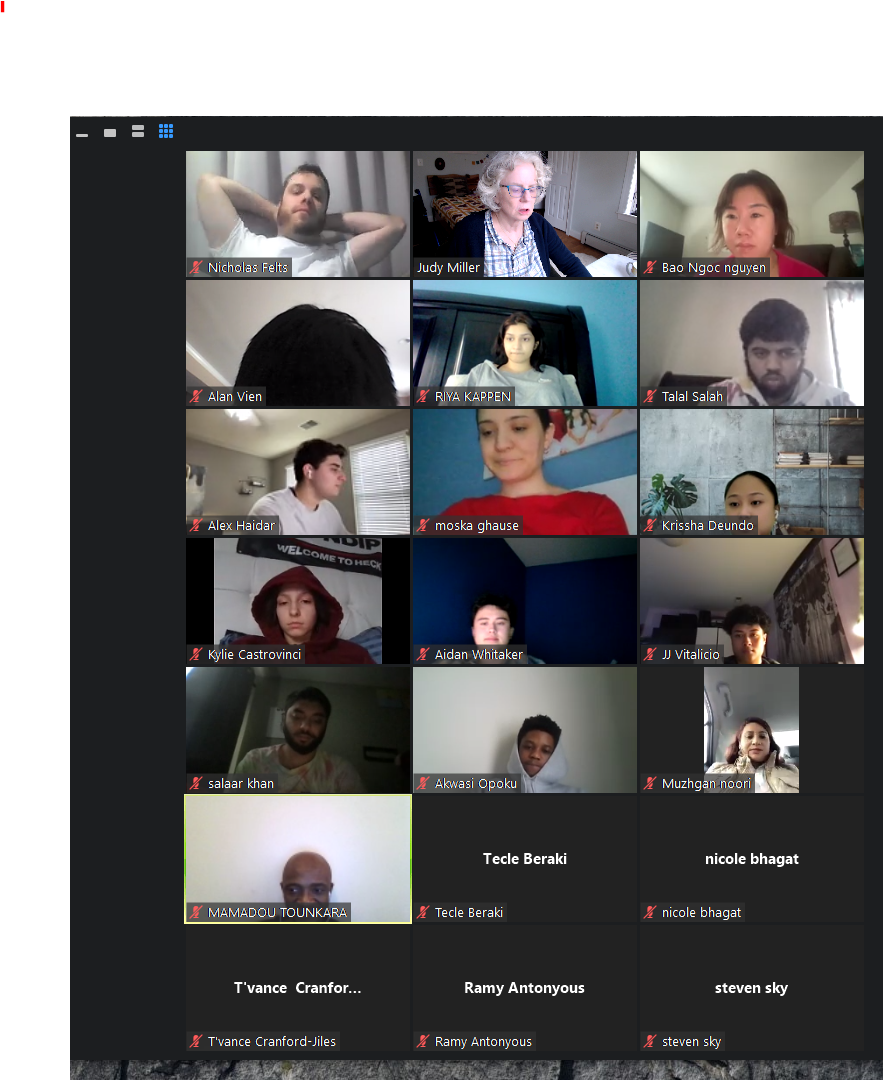 Nicholas Felts
Judy Miller
Bao Ngoc nguyen
Alan Vien
RIYA KAPPEN
Talal Salah
Alex Haidar
moska ghause
Krissha Deundo
WELCOME TO HECK
Kylie Castrovinci
Aidan Whitaker
JJ Vitalicio
salaar khan
Akwasi Opoku
Muzhgan noori
MAMADOU TOUNKARA
Tecle Beraki
Tecle Beraki
nicole bhagat
nicole bhagat
T'vance Cranfor...
T'vance Cranford-Jiles
Ramy Antonyous
Ramy Antonyous
steven sky
steven sky